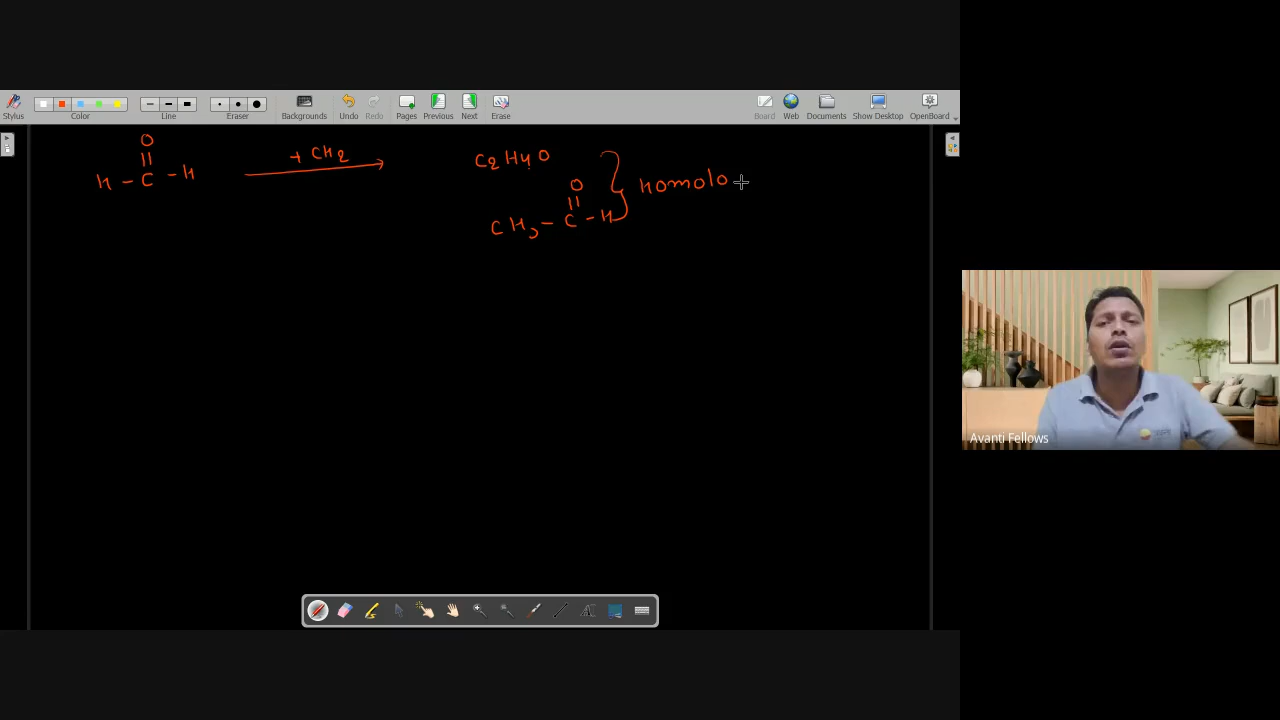 Stylus
Color
Line
Eraser
Backgrounds
Undo
Redo
Pages
Previous
Next
Erase
Board
Web
Documents
Show Desktop
OpenBoard
O
||
H - C - H
+ CH2
C2H4O
O
||
CH3 - C - H
homolo
Avanti Fellows